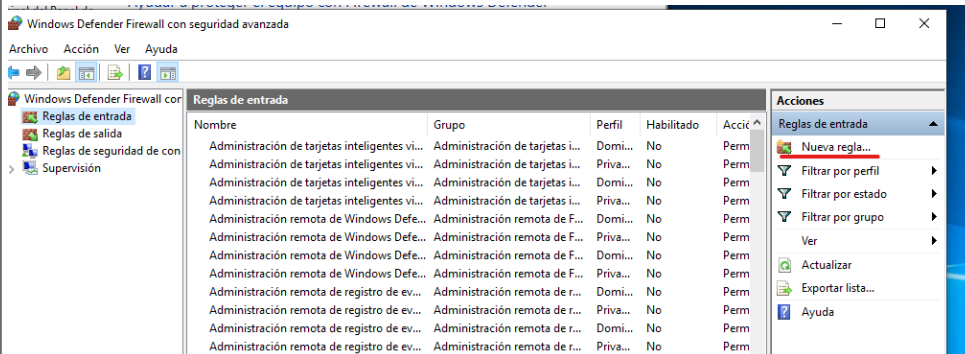 Ayudar a proteger el equipo con Firewall de Windows Defender
Windows Defender Firewall con seguridad avanzada
Archivo Acción Ver Ayuda
Windows Defender Firewall con
Reglas de entrada
Reglas de salida
Reglas de seguridad de con
Supervisión
Reglas de entrada
Nombre Grupo Perfil Habilitado Acció
Administración de tarjetas inteligentes vi... Administración de tarjetas i... Domi... No Perm
Administración de tarjetas inteligentes vi... Administración de tarjetas i... Priva... No Perm
Administración de tarjetas inteligentes vi... Administración de tarjetas i... Domi... No Perm
Administración de tarjetas inteligentes vi... Administración de tarjetas i... Priva... No Perm
Administración remota de Windows Defe... Administración remota de F... Domi... No Perm
Administración remota de Windows Defe... Administración remota de F... Priva... No Perm
Administración remota de Windows Defe... Administración remota de F... Domi... No Perm
Administración remota de Windows Defe... Administración remota de F... Priva... No Perm
Administración remota de registro de ev... Administración remota de r... Domi... No Perm
Administración remota de registro de ev... Administración remota de r... Priva... No Perm
Administración remota de registro de ev... Administración remota de r... Domi... No Perm
Administración remota de registro de ev... Administración remota de r... Priva... No Perm
Acciones
Reglas de entrada
Nueva regla...
Filtrar por perfil
Filtrar por estado
Filtrar por grupo
Ver
Actualizar
Exportar lista...
Ayuda